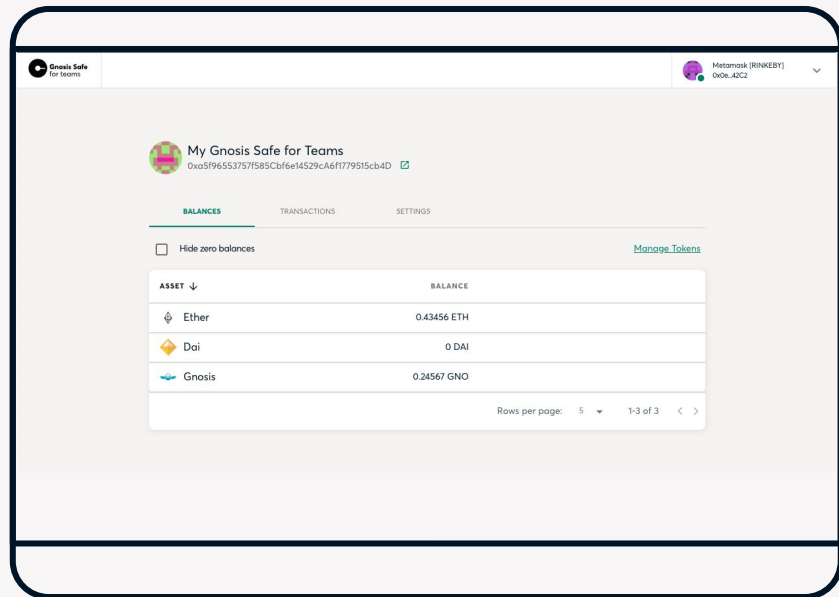 Gnosis Safe
for teams
Metamask [RINKEBY]
0x0e...42C2
My Gnosis Safe for Teams
0xa5f96553757f585Cbf6e14529cA6f1779515cb4D
BALANCES TRANSACTIONS SETTINGS
Hide zero balances Manage Tokens
ASSET BALANCE
Ether 0.43456 ETH
Dai 0 DAI
Gnosis 0.24567 GNO
Rows per page: 5 1-3 of 3